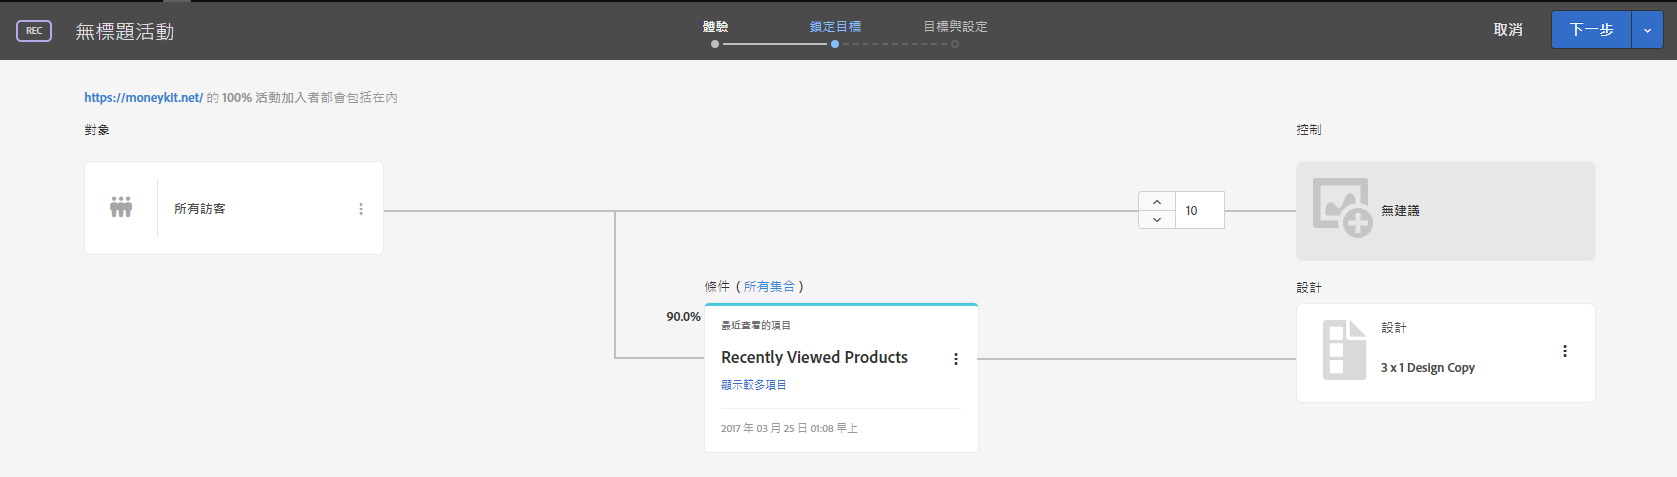 REC
無標題活動
體驗
鎖定目標
目標與設定
取消
下一步
https://moneykit.net/ 的 100% 活動加入者都會包括在內
對象
控制
所有訪客
10
無建議
條件 ( 所有集合 )
設計
90.0%
最近查看的項目
設計
Recently Viewed Products
3 x 1 Design Copy
顯示較多項目
2017 年 03 月 25 日 01:08 早上